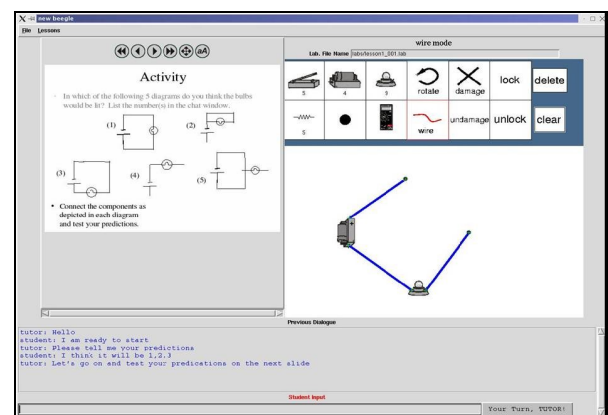 new beegle
File Lessons
wire mode
Lab. File Name /labs/lesson1_001.lab
aA
Activity
In which of the following 5 diagrams do you think the bulbs
would be lit? List the number(s) in the chat window.
(1)
(2)
(3)
(4)
(5)
Connect the components as
depicted in each diagram
and test your predictions.
5 4 3 rotate damage lock delete
5 wire undamage unlock clear
Previous Dialogue
tutor: Hello
student: I am ready to start
tutor: Please tell me your predictions
student: I think it will be 1,2,3
tutor: Let's go on and test your predications on the next slide
Student Input
Your Turn, TUTOR!